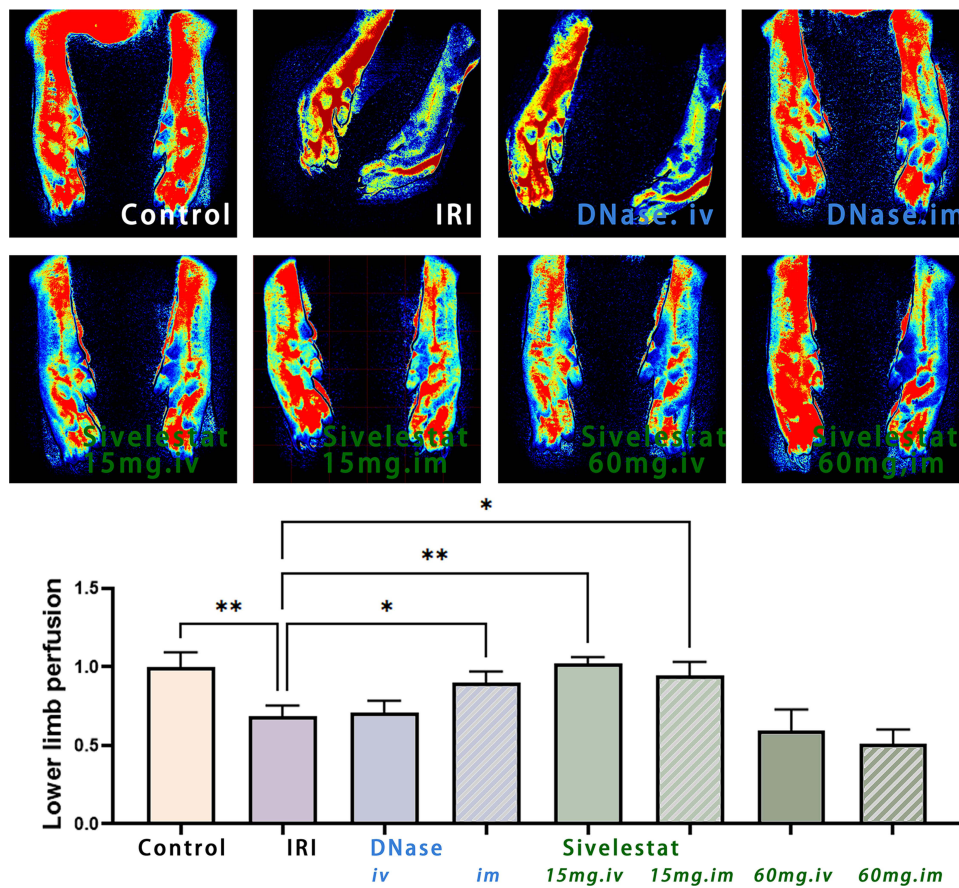 Control
IRI
DNase. iv
DNase.im
Sivelestat
15mg.iv
Sivelestat
15mg.im
Sivelestat
60mg.iv
Sivelestat
60mg.im
*
**
**
*
Lower limb perfusion
1.5
1.0
0.5
0.0
Control
IRI
DNase
Sivelestat
iv
im
15mg.iv
15mg.im
60mg.iv
60mg.im